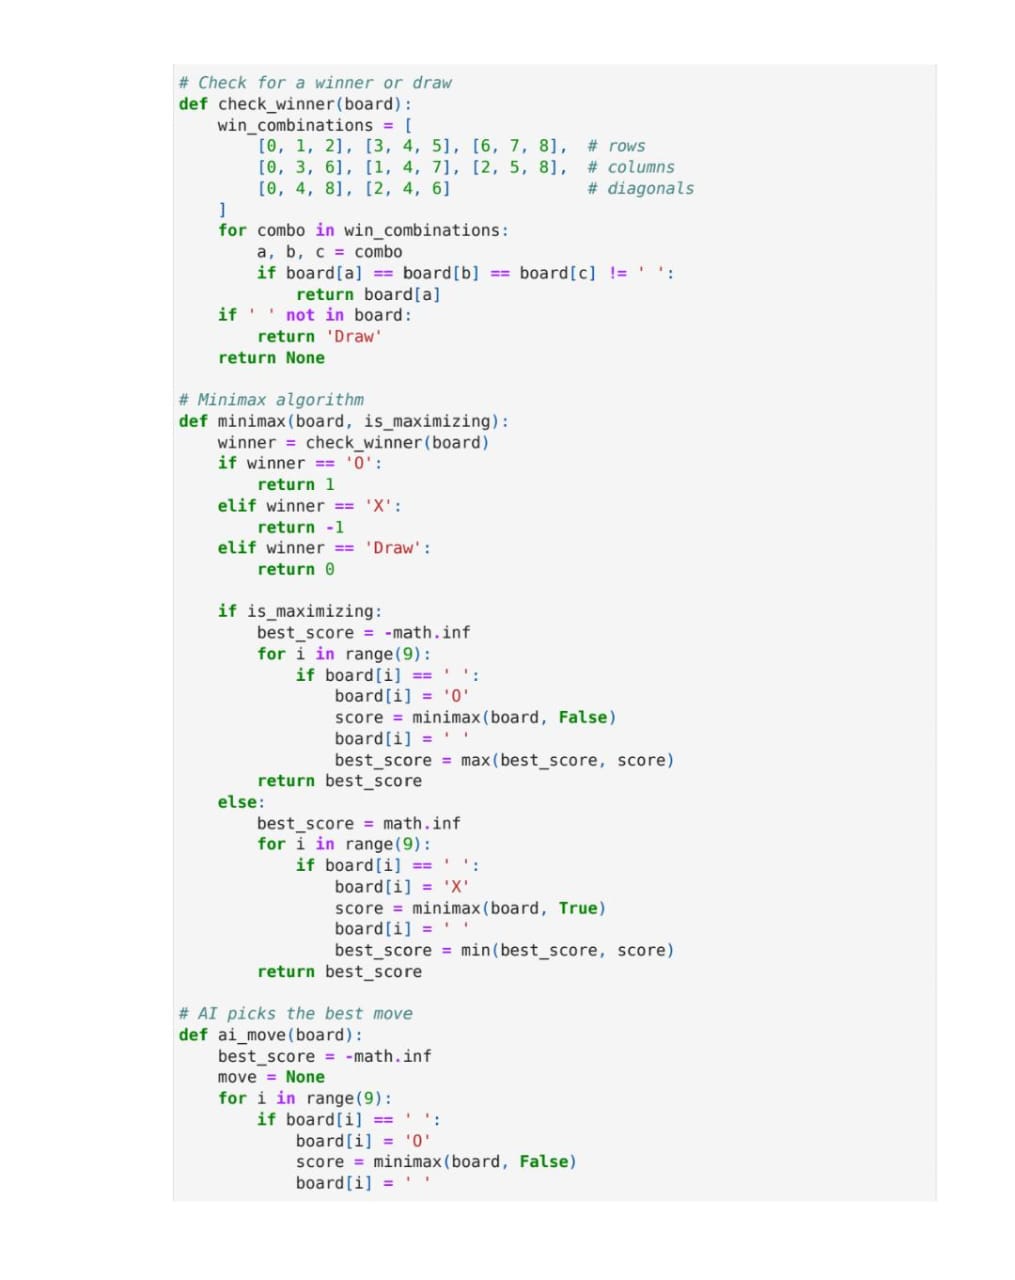 # Check for a winner or draw
def check_winner(board):
    win_combinations = [
        [0, 1, 2], [3, 4, 5], [6, 7, 8],  # rows
        [0, 3, 6], [1, 4, 7], [2, 5, 8],  # columns
        [0, 4, 8], [2, 4, 6]              # diagonals
    ]
    for combo in win_combinations:
        a, b, c = combo
        if board[a] == board[b] == board[c] != ' ':
            return board[a]
    if ' ' not in board:
        return 'Draw'
    return None

# Minimax algorithm
def minimax(board, is_maximizing):
    winner = check_winner(board)
    if winner == 'O':
        return 1
    elif winner == 'X':
        return -1
    elif winner == 'Draw':
        return 0

    if is_maximizing:
        best_score = -math.inf
        for i in range(9):
            if board[i] == ' ':
                board[i] = 'O'
                score = minimax(board, False)
                board[i] = ' '
                best_score = max(best_score, score)
        return best_score
    else:
        best_score = math.inf
        for i in range(9):
            if board[i] == ' ':
                board[i] = 'X'
                score = minimax(board, True)
                board[i] = ' '
                best_score = min(best_score, score)
        return best_score

# AI picks the best move
def ai_move(board):
    best_score = -math.inf
    move = None
    for i in range(9):
        if board[i] == ' ':
            board[i] = 'O'
            score = minimax(board, False)
            board[i] = ' '